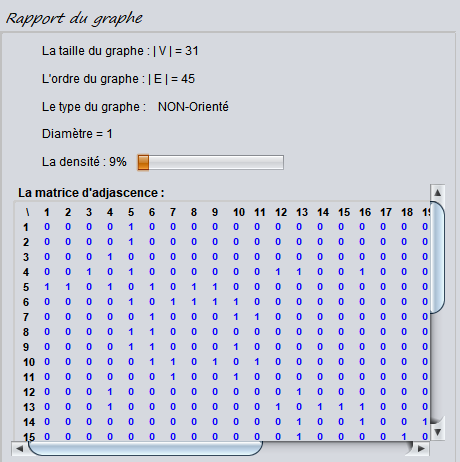 Rapport du graphe
La taille du graphe : | V | = 31
L'ordre du graphe : | E | = 45
Le type du graphe : NON-Orienté
Diamètre = 1
La densité : 9%
La matrice d'adjascence :
\ 1 2 3 4 5 6 7 8 9 10 11 12 13 14 15 16 17 18 19
1 0 0 0 0 1 0 0 0 0 0 0 0 0 0 0 0 0 0 0
2 0 0 0 0 1 0 0 0 0 0 0 0 0 0 0 0 0 0 0
3 0 0 0 1 0 0 0 0 0 0 0 0 0 0 0 0 0 0 0
4 0 0 1 0 1 0 0 0 0 0 0 1 1 0 0 1 0 0 0
5 1 1 0 1 0 1 0 1 1 0 0 0 0 0 0 0 0 0 0
6 0 0 0 0 1 0 1 1 1 1 0 0 0 0 0 0 0 0 0
7 0 0 0 0 0 1 0 0 0 1 1 0 0 0 0 0 0 0 0
8 0 0 0 0 1 1 0 0 0 0 0 0 0 0 0 0 0 0 0
9 0 0 0 0 1 1 0 0 0 1 0 0 0 0 0 0 0 0 0
10 0 0 0 0 0 1 1 0 1 0 1 0 0 0 0 0 0 0 0
11 0 0 0 0 0 0 1 0 0 1 0 0 0 0 0 0 0 0 0
12 0 0 0 1 0 0 0 0 0 0 0 0 1 0 0 0 0 0 0
13 0 0 0 1 0 0 0 0 0 0 0 1 0 1 1 1 0 0 0
14 0 0 0 0 0 0 0 0 0 0 0 0 1 0 0 1 0 0 1
15 0 0 0 0 0 0 0 0 0 0 0 0 1 0 0 0 0 1 0